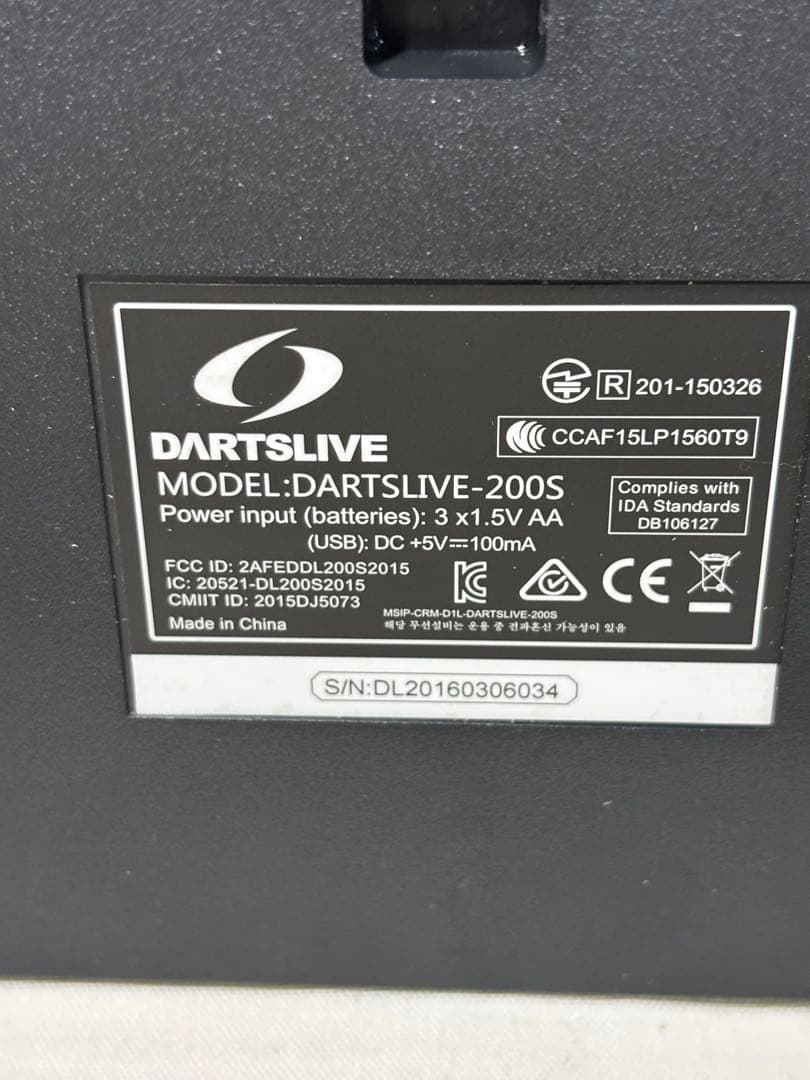 DARTSLIVE
R 201-150326
CCAF15LP1560T9
MODEL:DARTSLIVE-200S
Power input (batteries): 3 x1.5V AA
(USB): DC +5V⎓100mA
Complies with
IDA Standards
DB106127
FCC ID: 2AFEDDL200S2015
IC: 20521-DL200S2015
CMIIT ID: 2015DJ5073
Made in China
CE
MSIP-CRM-D1L-DARTSLIVE-200S
해당 무선설비는 운용 중 전파혼신 가능성이 있음
S/N:DL20160306034